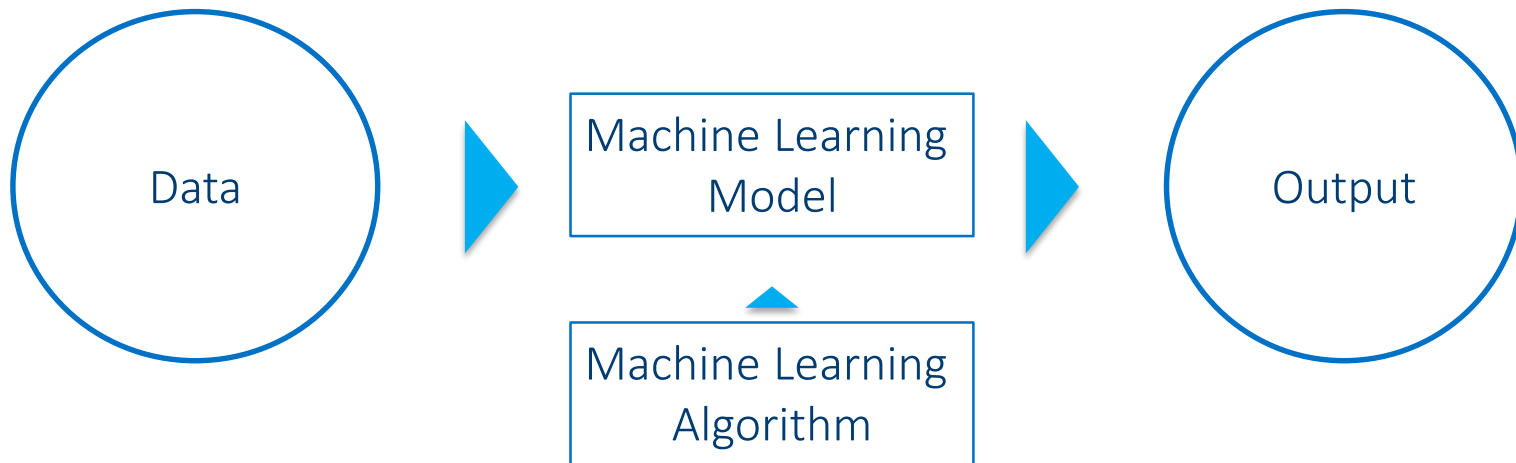 Data
Machine Learning
Model
Output
Machine Learning
Algorithm